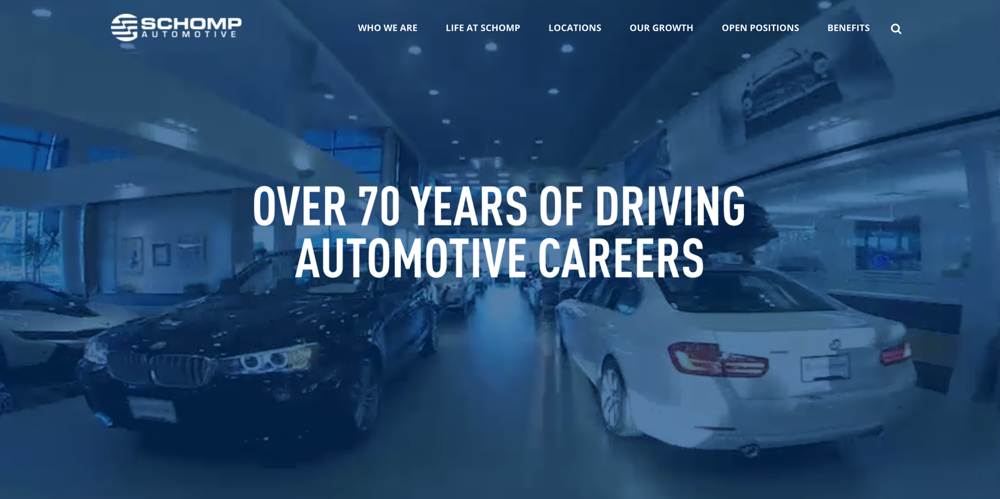 SCHOMP
AUTOMOTIVE
WHO WE ARE
LIFE AT SCHOMP
LOCATIONS
OUR GROWTH
OPEN POSITIONS
BENEFITS
OVER 70 YEARS OF DRIVING
AUTOMOTIVE CAREERS